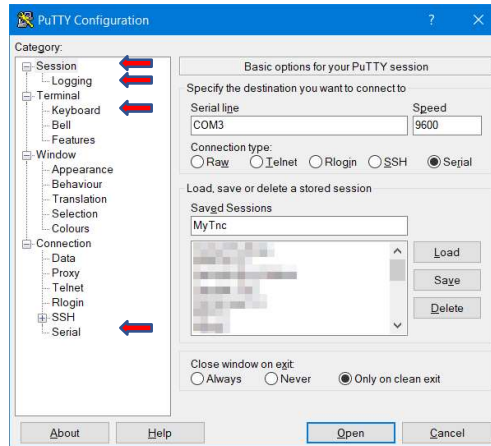 PuTTY Configuration
? ×
Category:
Session
Logging
Terminal
Keyboard
Bell
Features
Window
Appearance
Behaviour
Translation
Selection
Colours
Connection
Data
Proxy
Telnet
Rlogin
SSH
Serial
Basic options for your PuTTY session
Specify the destination you want to connect to
Serial line Speed
COM3 9600
Connection type:
Raw Telnet Rlogin SSH Serial
Load, save or delete a stored session
Saved Sessions
MyTnc
Load
Save
Delete
Close window on exit:
Always Never Only on clean exit
About Help Open Cancel